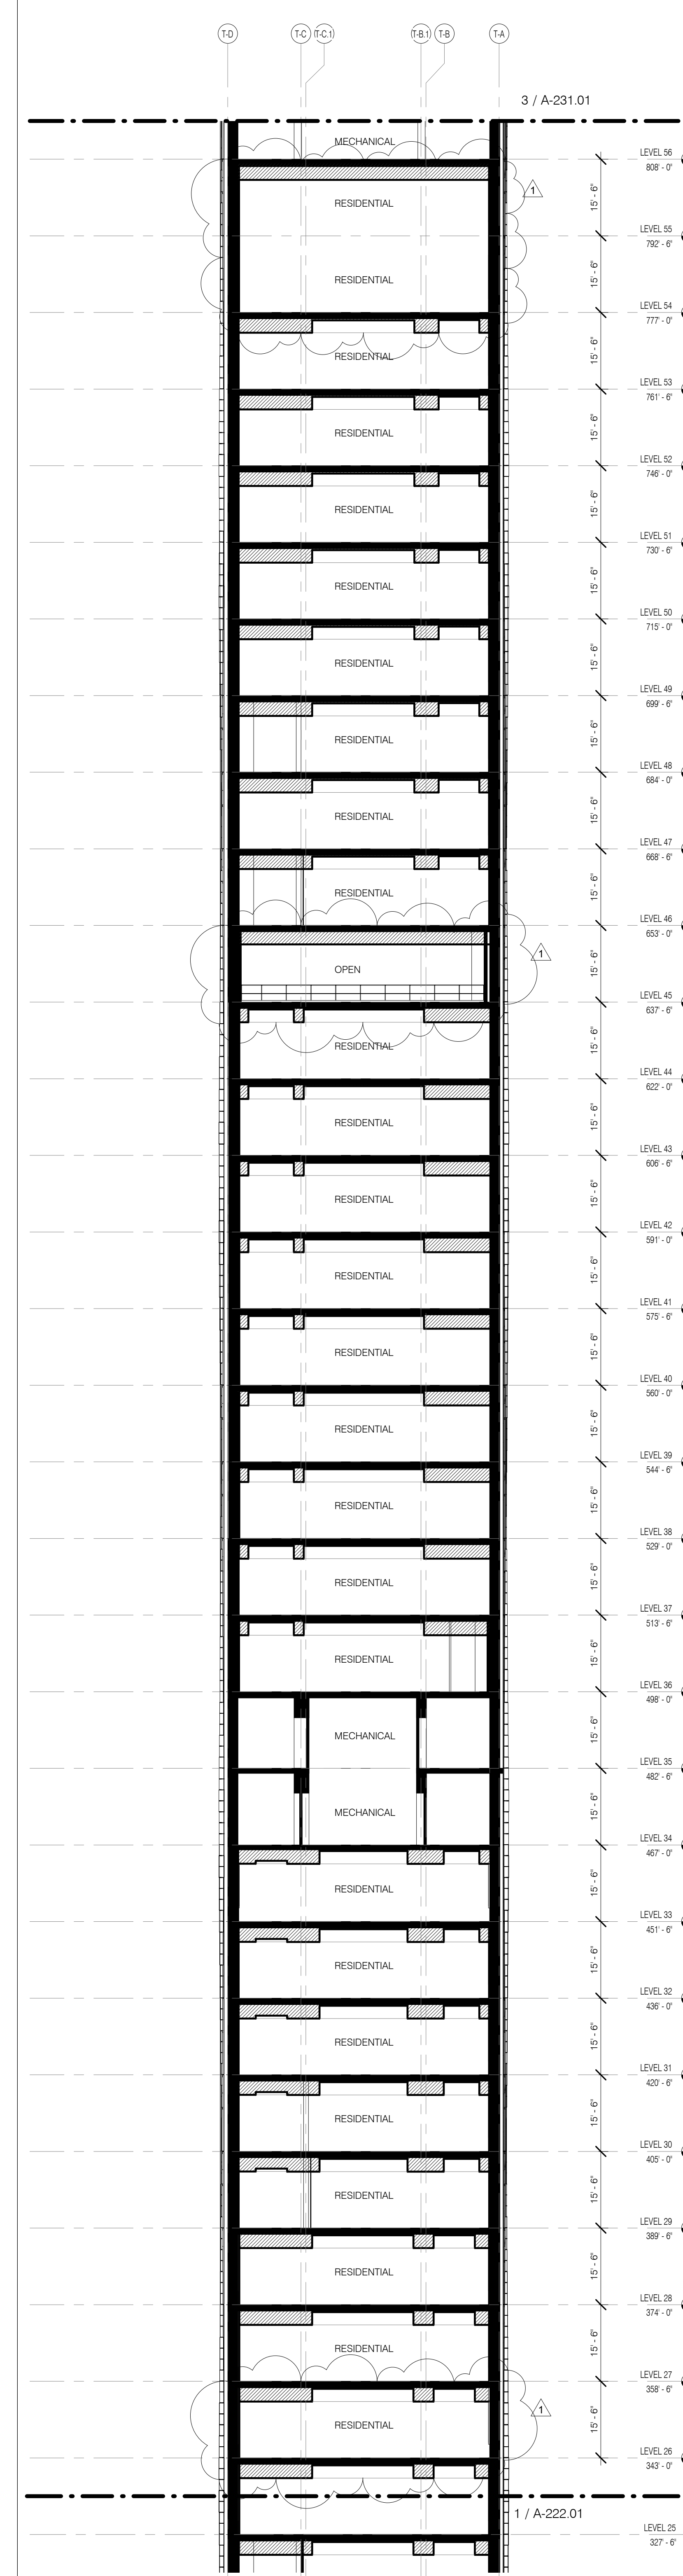 T-D T-C T-C.1 T-B.1 T-B T-A
3 / A-231.01
MECHANICAL
LEVEL 56
808' - 0"
1
15' - 6"
RESIDENTIAL
LEVEL 55
792' - 6"
15' - 6"
RESIDENTIAL
LEVEL 54
777' - 0"
15' - 6"
RESIDENTIAL
LEVEL 53
761' - 6"
15' - 6"
RESIDENTIAL
LEVEL 52
746' - 0"
15' - 6"
RESIDENTIAL
LEVEL 51
730' - 6"
15' - 6"
RESIDENTIAL
LEVEL 50
715' - 0"
15' - 6"
RESIDENTIAL
LEVEL 49
699' - 6"
15' - 6"
RESIDENTIAL
LEVEL 48
684' - 0"
15' - 6"
RESIDENTIAL
LEVEL 47
668' - 6"
15' - 6"
RESIDENTIAL
LEVEL 46
653' - 0"
1
15' - 6"
OPEN
LEVEL 45
637' - 6"
15' - 6"
RESIDENTIAL
LEVEL 44
622' - 0"
15' - 6"
RESIDENTIAL
LEVEL 43
606' - 6"
15' - 6"
RESIDENTIAL
LEVEL 42
591' - 0"
15' - 6"
RESIDENTIAL
LEVEL 41
575' - 6"
15' - 6"
RESIDENTIAL
LEVEL 40
560' - 0"
15' - 6"
RESIDENTIAL
LEVEL 39
544' - 6"
15' - 6"
RESIDENTIAL
LEVEL 38
529' - 0"
15' - 6"
RESIDENTIAL
LEVEL 37
513' - 6"
15' - 6"
RESIDENTIAL
LEVEL 36
498' - 0"
15' - 6"
MECHANICAL
LEVEL 35
482' - 6"
15' - 6"
MECHANICAL
LEVEL 34
467' - 0"
15' - 6"
RESIDENTIAL
LEVEL 33
451' - 6"
15' - 6"
RESIDENTIAL
LEVEL 32
436' - 0"
15' - 6"
RESIDENTIAL
LEVEL 31
420' - 6"
15' - 6"
RESIDENTIAL
LEVEL 30
405' - 0"
15' - 6"
RESIDENTIAL
LEVEL 29
389' - 6"
15' - 6"
RESIDENTIAL
LEVEL 28
374' - 0"
15' - 6"
RESIDENTIAL
LEVEL 27
358' - 6"
1
15' - 6"
RESIDENTIAL
LEVEL 26
343' - 0"
1 / A-222.01
LEVEL 25
327' - 6"